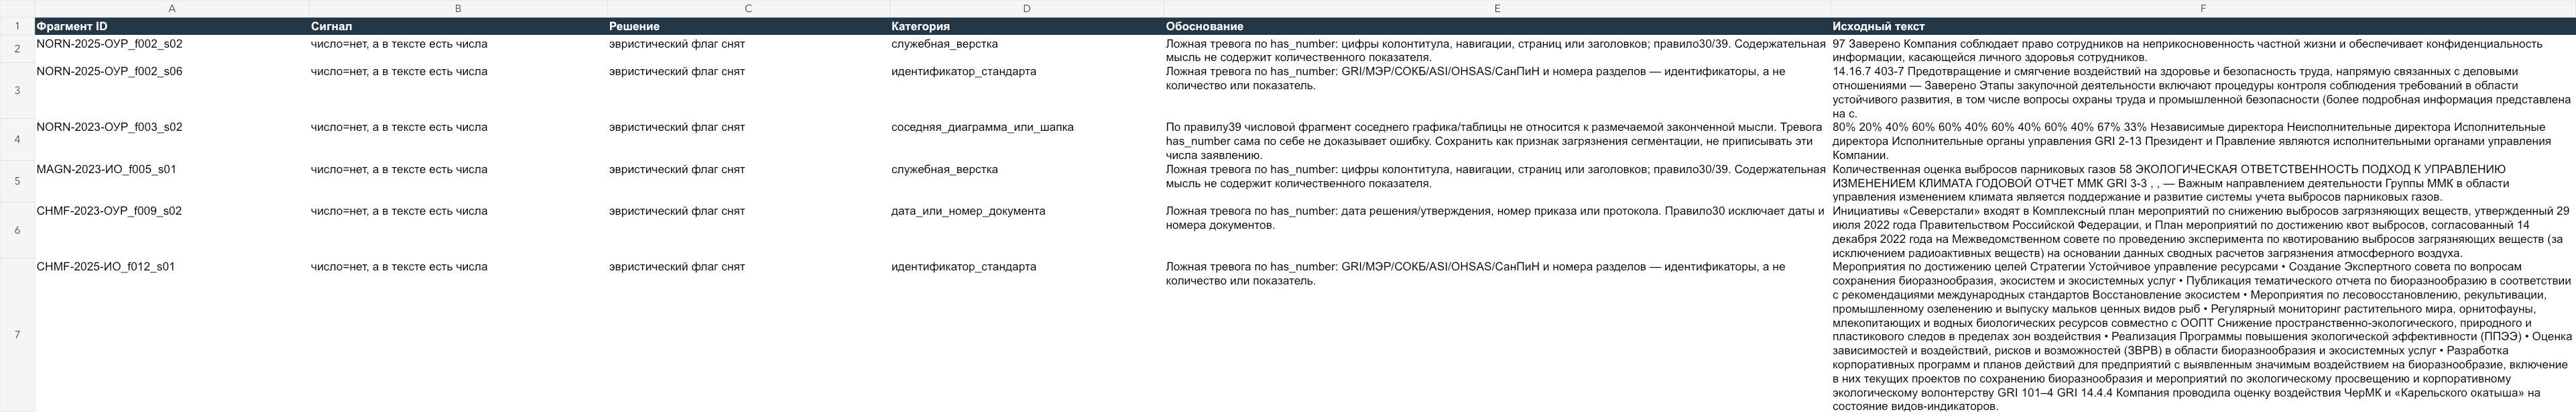 A B C D E F
1 Фрагмент ID Сигнал Решение Категория Обоснование Исходный текст
2 NORN-2025-ОУР_f002_s02 число=нет, а в тексте есть числа эвристический флаг снят служебная_верстка Ложная тревога по has_number: цифры колонтитула, навигации, страниц или заголовков; правило30/39. Содержательная 97 Заверено Компания соблюдает право сотрудников на неприкосновенность частной жизни и обеспечивает конфиденциальность
мысль не содержит количественного показателя. информации, касающейся личного здоровья сотрудников.
3 NORN-2025-ОУР_f002_s06 число=нет, а в тексте есть числа эвристический флаг снят идентификатор_стандарта Ложная тревога по has_number: GRI/МЭР/СОКБ/ASI/OHSAS/СанПиН и номера разделов — идентификаторы, а не 14.16.7 403-7 Предотвращение и смягчение воздействий на здоровье и безопасность труда, напрямую связанных с деловыми
количество или показатель. отношениями — Заверено Этапы закупочной деятельности включают процедуры контроля соблюдения требований в области
устойчивого развития, в том числе вопросы охраны труда и промышленной безопасности (более подробная информация представлена
на с.
4 NORN-2023-ОУР_f003_s02 число=нет, а в тексте есть числа эвристический флаг снят соседняя_диаграмма_или_шапка По правилу39 числовой фрагмент соседнего графика/таблицы не относится к размечаемой законченной мысли. Тревога 80% 20% 40% 60% 60% 40% 60% 40% 60% 40% 67% 33% Независимые директора Неисполнительные директора Исполнительные
has_number сама по себе не доказывает ошибку. Сохранить как признак загрязнения сегментации, не приписывать эти директора Исполнительные органы управления GRI 2-13 Президент и Правление являются исполнительными органами управления
числа заявлению. Компании.
5 MAGN-2023-ИО_f005_s01 число=нет, а в тексте есть числа эвристический флаг снят служебная_верстка Ложная тревога по has_number: цифры колонтитула, навигации, страниц или заголовков; правило30/39. Содержательная Количественная оценка выбросов парниковых газов 58 ЭКОЛОГИЧЕСКАЯ ОТВЕТСТВЕННОСТЬ ПОДХОД К УПРАВЛЕНИЮ
мысль не содержит количественного показателя. ИЗМЕНЕНИЕМ КЛИМАТА ГОДОВОЙ ОТЧЕТ ММК GRI 3-3 , , — Важным направлением деятельности Группы ММК в области
управления изменением климата является поддержание и развитие системы учета выбросов парниковых газов.
6 CHMF-2023-ОУР_f009_s02 число=нет, а в тексте есть числа эвристический флаг снят дата_или_номер_документа Ложная тревога по has_number: дата решения/утверждения, номер приказа или протокола. Правило30 исключает даты и Инициативы «Северстали» входят в Комплексный план мероприятий по снижению выбросов загрязняющих веществ, утвержденный 29
номера документов. июля 2022 года Правительством Российской Федерации, и План мероприятий по достижению квот выбросов, согласованный 14
декабря 2022 года на Межведомственном совете по проведению эксперимента по квотированию выбросов загрязняющих веществ (за
исключением радиоактивных веществ) на основании данных сводных расчетов загрязнения атмосферного воздуха.
7 CHMF-2025-ИО_f012_s01 число=нет, а в тексте есть числа эвристический флаг снят идентификатор_стандарта Ложная тревога по has_number: GRI/МЭР/СОКБ/ASI/OHSAS/СанПиН и номера разделов — идентификаторы, а не Мероприятия по достижению целей Стратегии Устойчивое управление ресурсами • Создание Экспертного совета по вопросам
количество или показатель. сохранения биоразнообразия, экосистем и экосистемных услуг • Публикация тематического отчета по биоразнообразию в соответствии
с рекомендациями международных стандартов Восстановление экосистем • Мероприятия по лесовосстановлению, рекультивации,
промышленному озеленению и выпуску мальков ценных видов рыб • Регулярный мониторинг растительного мира, орнитофауны,
млекопитающих и водных биологических ресурсов совместно с ООПТ Снижение пространственно-экологического, природного и
пластикового следов в пределах зон воздействия • Реализация Программы повышения экологической эффективности (ППЭЭ) • Оценка
зависимостей и воздействий, рисков и возможностей (ЗВРВ) в области биоразнообразия и экосистемных услуг • Разработка
корпоративных программ и планов действий для предприятий с выявленным значимым воздействием на биоразнообразие, включение
в них текущих проектов по сохранению биоразнообразия и мероприятий по экологическому просвещению и корпоративному
экологическому волонтерству GRI 101–4 GRI 14.4.4 Компания проводила оценку воздействия ЧерМК и «Карельского окатыша» на
состояние видов-индикаторов.